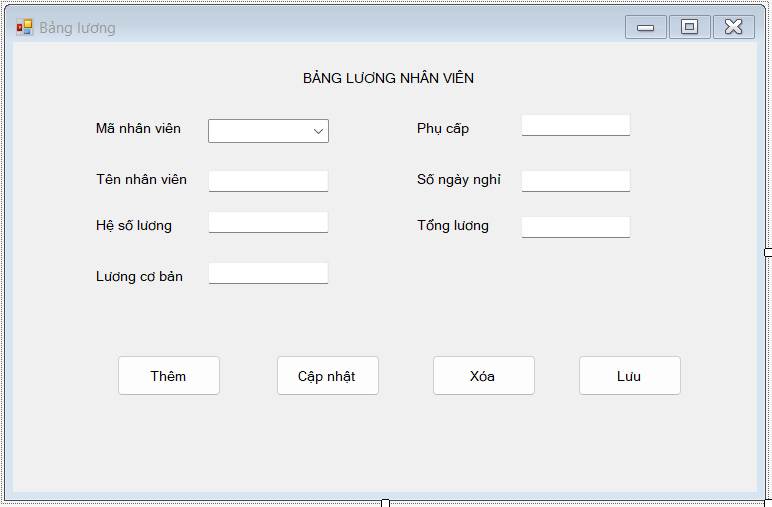 Bảng lương
BẢNG LƯƠNG NHÂN VIÊN
Mã nhân viên
Phụ cấp
Tên nhân viên
Số ngày nghỉ
Hệ số lương
Tổng lương
Lương cơ bản
Thêm
Cập nhật
Xóa
Lưu